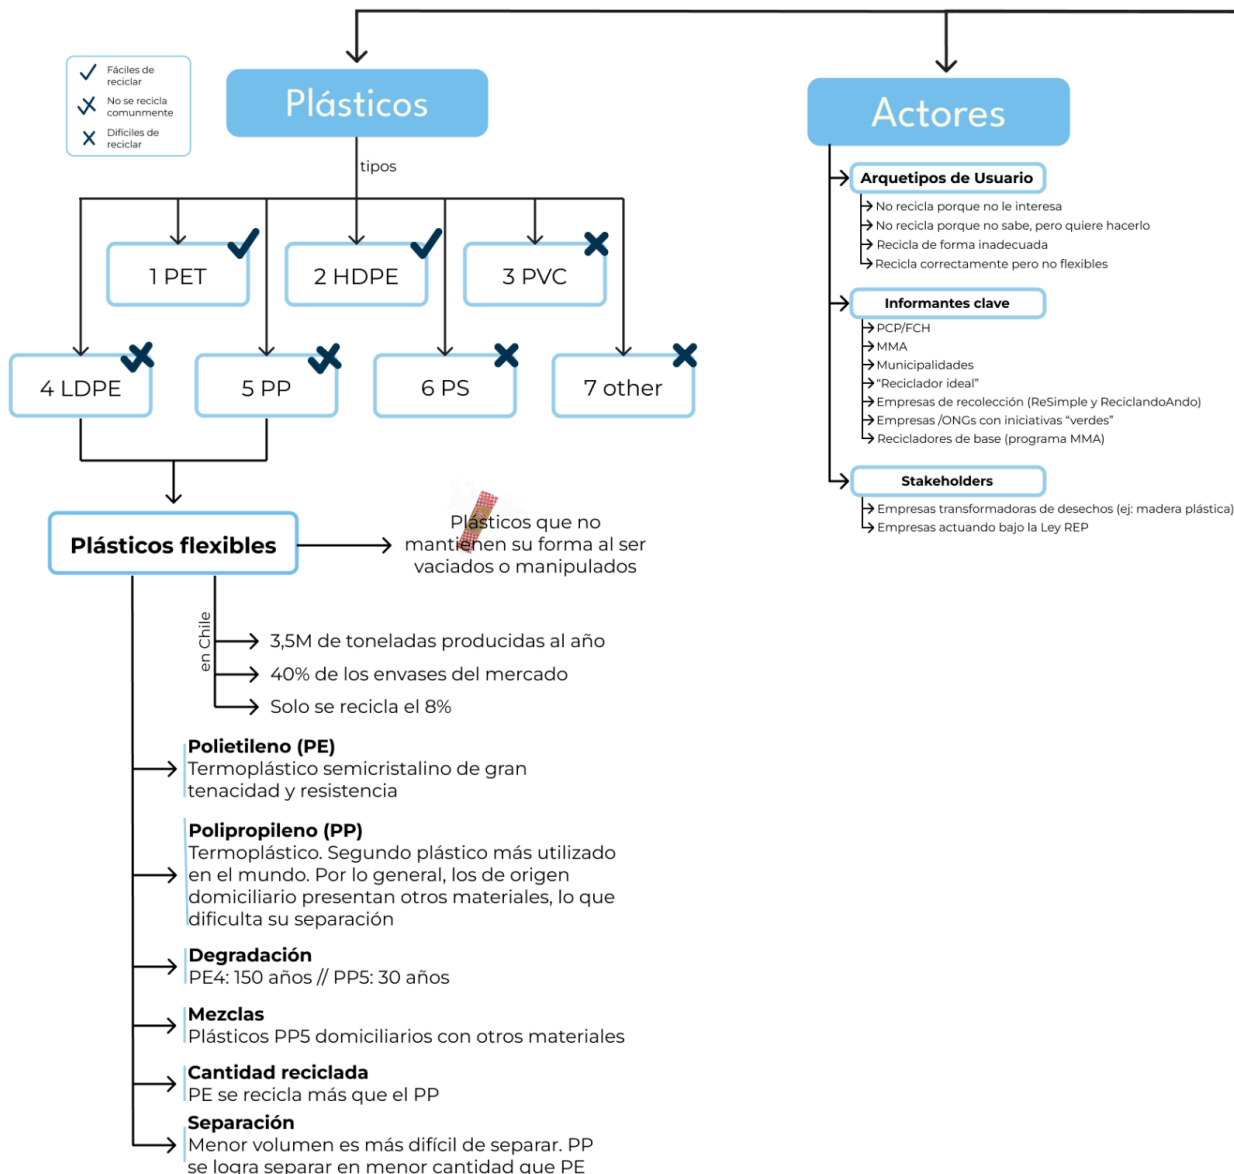 Fáciles de
reciclar
No se recicla
comunmente
Difíciles de
reciclar
Plásticos
tipos
1 PET
2 HDPE
3 PVC
4 LDPE
5 PP
6 PS
7 other
Plásticos flexibles
Plásticos que no
mantienen su forma al ser
vaciados o manipulados
en Chile
3,5M de toneladas producidas al año
40% de los envases del mercado
Solo se recicla el 8%
Polietileno (PE)
Termoplástico semicristalino de gran
tenacidad y resistencia
Polipropileno (PP)
Termoplástico. Segundo plástico más utilizado
en el mundo. Por lo general, los de origen
domiciliario presentan otros materiales, lo que
dificulta su separación
Degradación
PE4: 150 años // PP5: 30 años
Mezclas
Plásticos PP5 domiciliarios con otros materiales
Cantidad reciclada
PE se recicla más que el PP
Separación
Menor volumen es más difícil de separar. PP
se logra separar en menor cantidad que PE
Actores
Arquetipos de Usuario
No recicla porque no le interesa
No recicla porque no sabe, pero quiere hacerlo
Recicla de forma inadecuada
Recicla correctamente pero no flexibles
Informantes clave
PCP/FCH
MMA
Municipalidades
“Reciclador ideal”
Empresas de recolección (ReSimple y ReciclandoAndo)
Empresas /ONGs con iniciativas “verdes”
Recicladores de base (programa MMA)
Stakeholders
Empresas transformadoras de desechos (ej: madera plástica)
Empresas actuando bajo la Ley REP